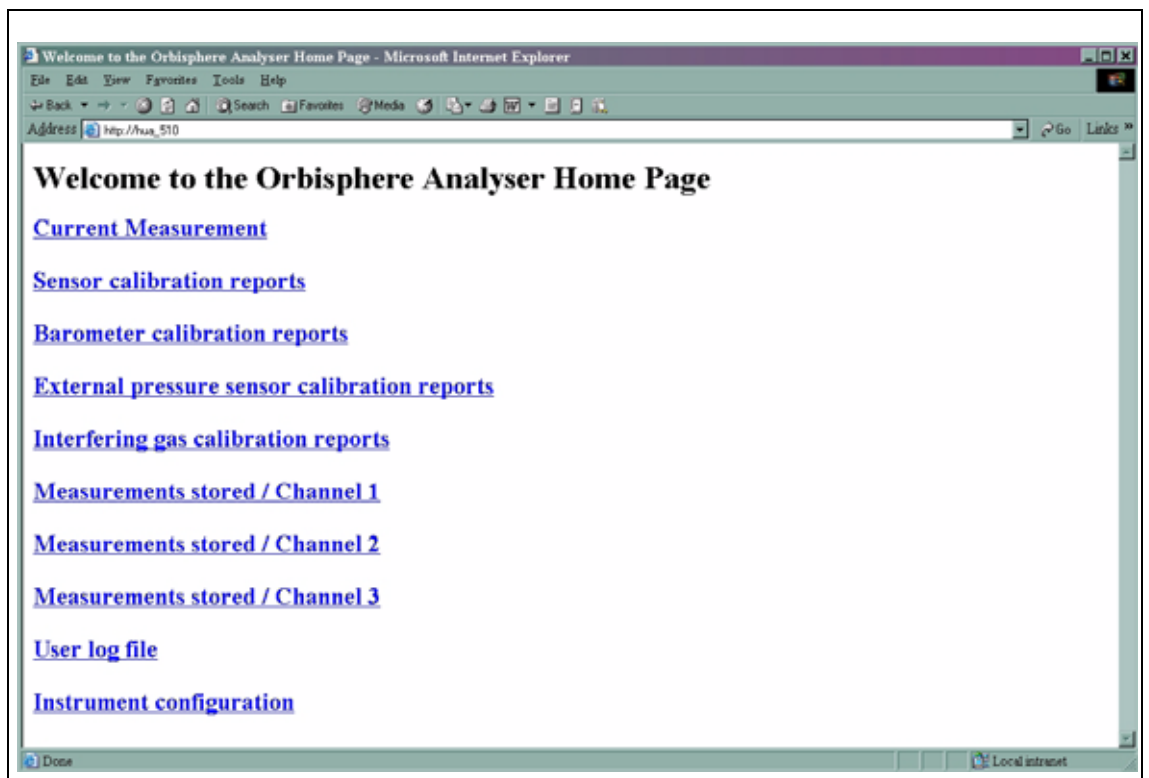 Welcome to the Orbisphere Analyser Home Page - Microsoft Internet Explorer
File Edit View Favorites Tools Help
Back Search Favorites Media
Address http://hua_510 Go Links »
Welcome to the Orbisphere Analyser Home Page
Current Measurement
Sensor calibration reports
Barometer calibration reports
External pressure sensor calibration reports
Interfering gas calibration reports
Measurements stored / Channel 1
Measurements stored / Channel 2
Measurements stored / Channel 3
User log file
Instrument configuration
Done Local intranet